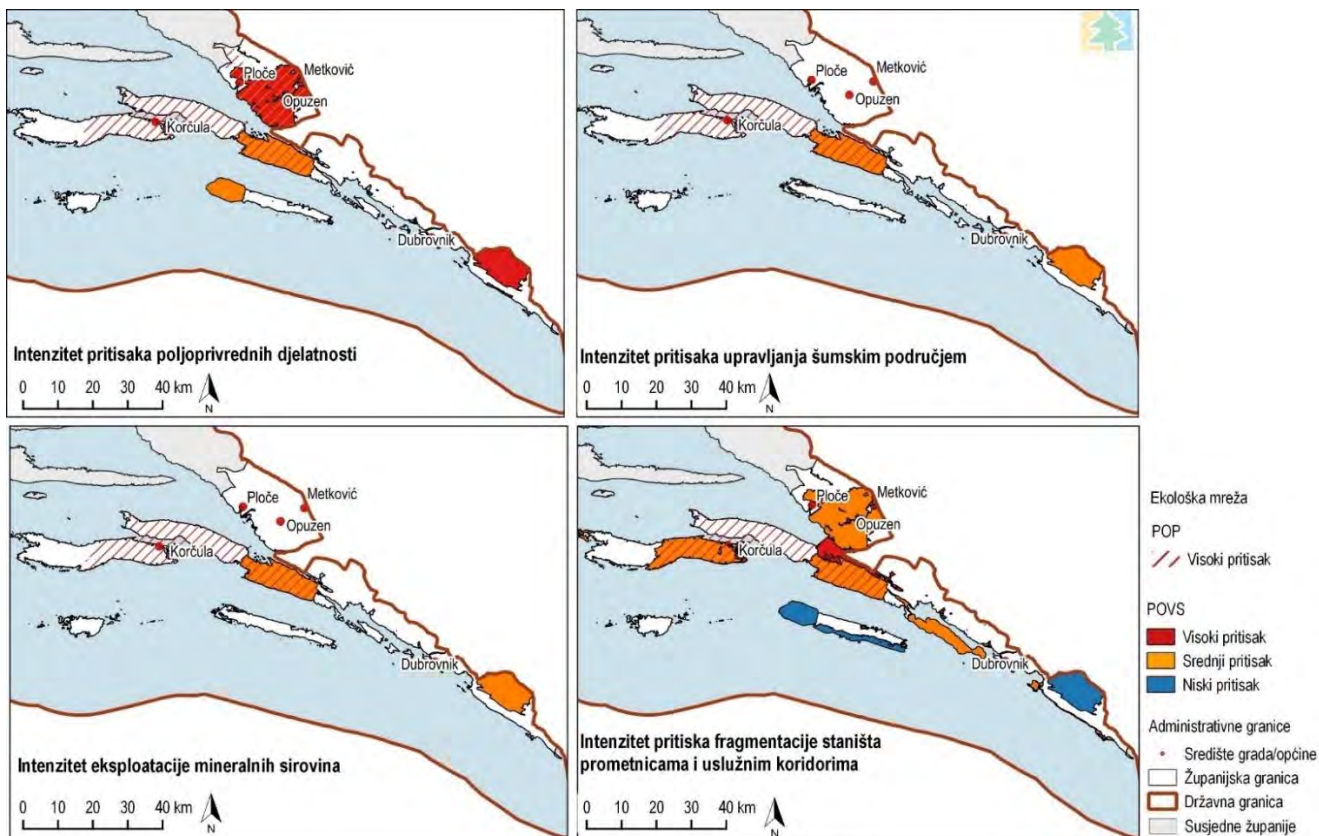 Ploče
Metković
Opuzen
Korčula
Dubrovnik
Intenzitet pritisaka poljoprivrednih djelatnosti
0 10 20 30 40 km
N
Ploče
Metković
Opuzen
Korčula
Dubrovnik
Intenzitet pritisaka upravljanja šumskim područjem
0 10 20 30 40 km
N
Ploče
Metković
Opuzen
Korčula
Dubrovnik
Intenzitet eksploatacije mineralnih sirovina
0 10 20 30 40 km
N
Ploče
Metković
Opuzen
Korčula
Dubrovnik
Intenzitet pritiska fragmentacije staništa
prometnicama i uslužnim koridorima
0 10 20 30 40 km
N
Ekološka mreža
POP
Visoki pritisak
POVS
Visoki pritisak
Srednji pritisak
Niski pritisak
Administrativne granice
Središte grada/općine
Županijska granica
Državna granica
Susjedne županije